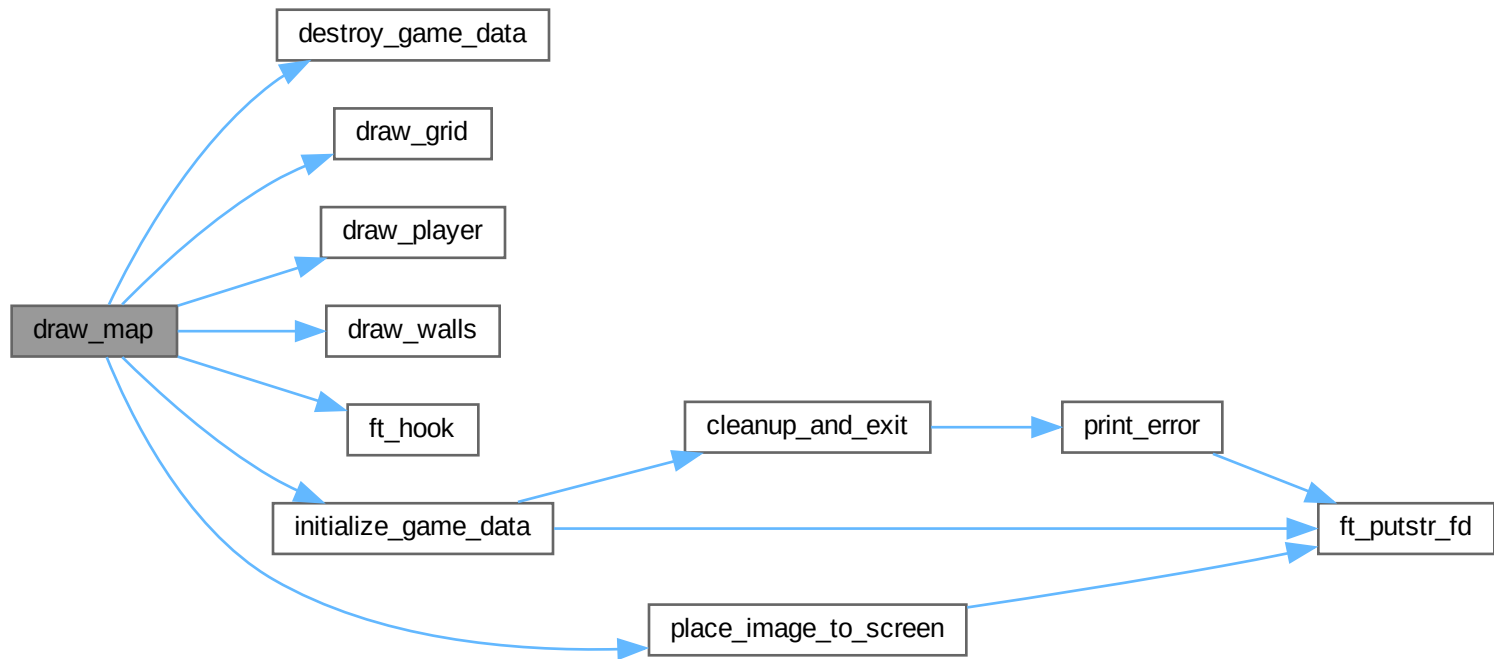 destroy_game_data
draw_grid
draw_player
draw_map
draw_walls
ft_hook
cleanup_and_exit
print_error
initialize_game_data
ft_putstr_fd
place_image_to_screen